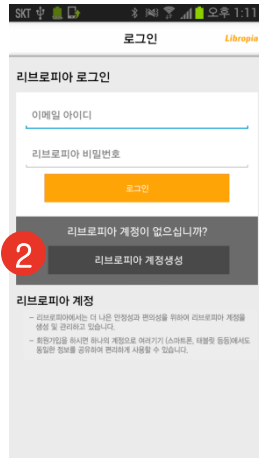 SKT 오후 1:11
로그인 Libropia
리브로피아 로그인
이메일 아이디
리브로피아 비밀번호
로그인
리브로피아 계정이 없으십니까?
2 리브로피아 계정생성
리브로피아 계정
- 리브로피아에서는 더 나은 안정성과 편의성을 위하여 리브로피아 계정을
생성 및 관리하고 있습니다.
- 회원가입을 하시면 하나의 계정으로 여러기기 (스마트폰, 태블릿 등등)에서도
동일한 정보를 공유하여 편리하게 사용할 수 있습니다.